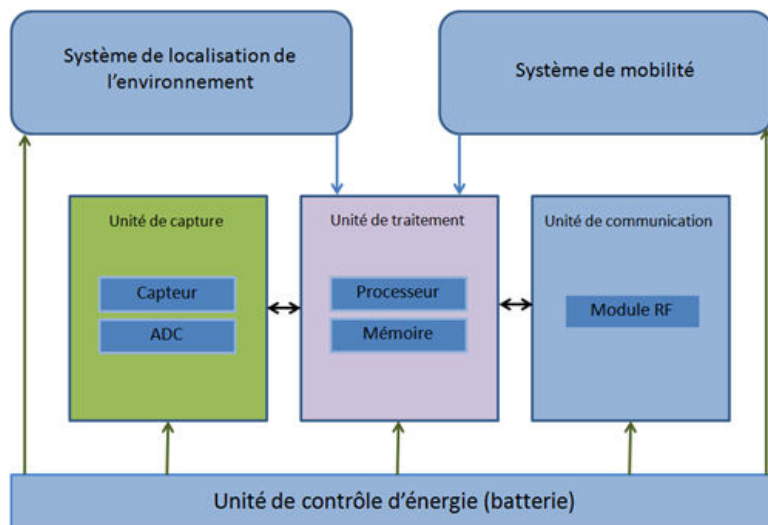 Système de localisation de
l'environnement
Système de mobilité
Unité de capture
Capteur
ADC
Unité de traitement
Processeur
Mémoire
Unité de communication
Module RF
Unité de contrôle d'énergie (batterie)